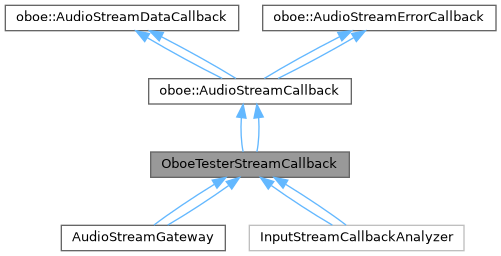 oboe::AudioStreamDataCallback
oboe::AudioStreamErrorCallback
oboe::AudioStreamCallback
OboeTesterStreamCallback
AudioStreamGateway
InputStreamCallbackAnalyzer